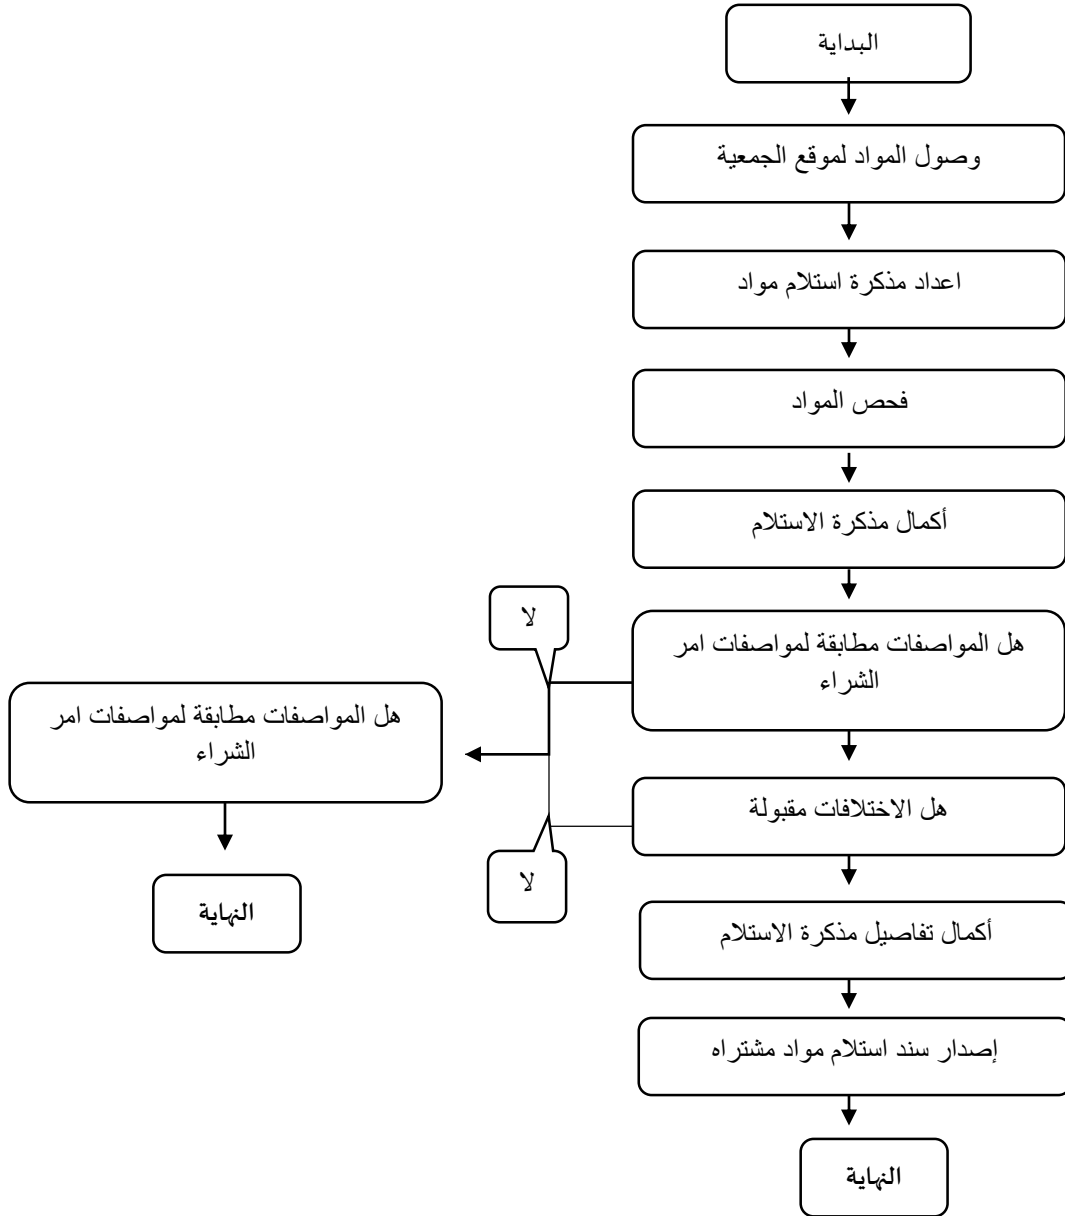 البداية
وصول المواد لموقع الجمعية
اعداد مذكرة استلام مواد
فحص المواد
أكمال مذكرة الاستلام
لا
هل المواصفات مطابقة لمواصفات امر
الشراء
هل المواصفات مطابقة لمواصفات امر
الشراء
هل الاختلافات مقبولة
لا
النهاية
أكمال تفاصيل مذكرة الاستلام
إصدار سند استلام مواد مشتراه
النهاية